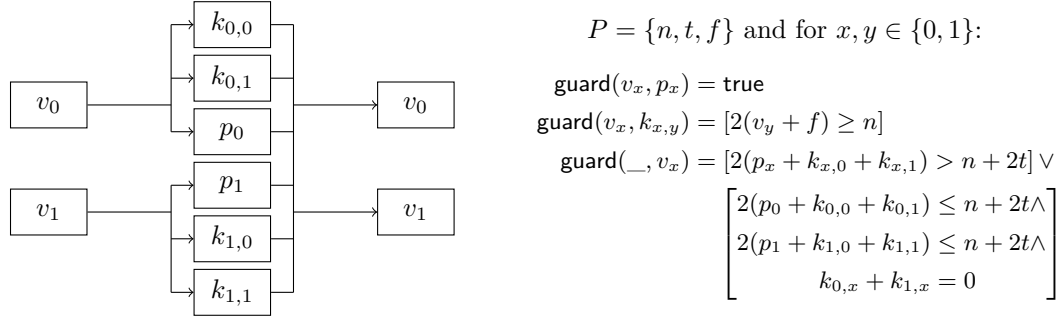 k_{0,0}
k_{0,1}
v_0
v_0
p_0
p_1
v_1
v_1
k_{1,0}
k_{1,1}
P = {n, t, f} and for x, y ∈ {0, 1}:
guard(v_x, p_x) = true
guard(v_x, k_{x,y}) = [2(v_y + f) ≥ n]
guard(_, v_x) = [2(p_x + k_{x,0} + k_{x,1}) > n + 2t] ∨
2(p_0 + k_{0,0} + k_{0,1}) ≤ n + 2t∧
2(p_1 + k_{1,0} + k_{1,1}) ≤ n + 2t∧
k_{0,x} + k_{1,x} = 0